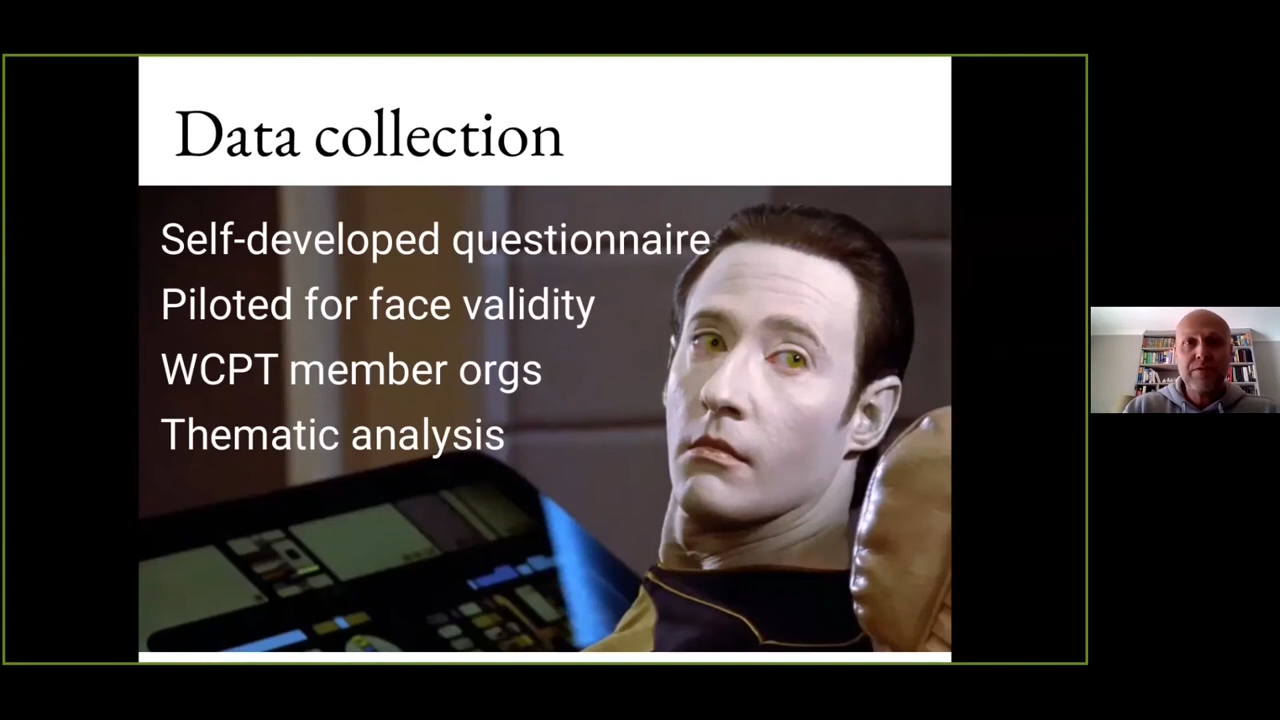 Data collection
Self-developed questionnaire
Piloted for face validity
WCPT member orgs
Thematic analysis